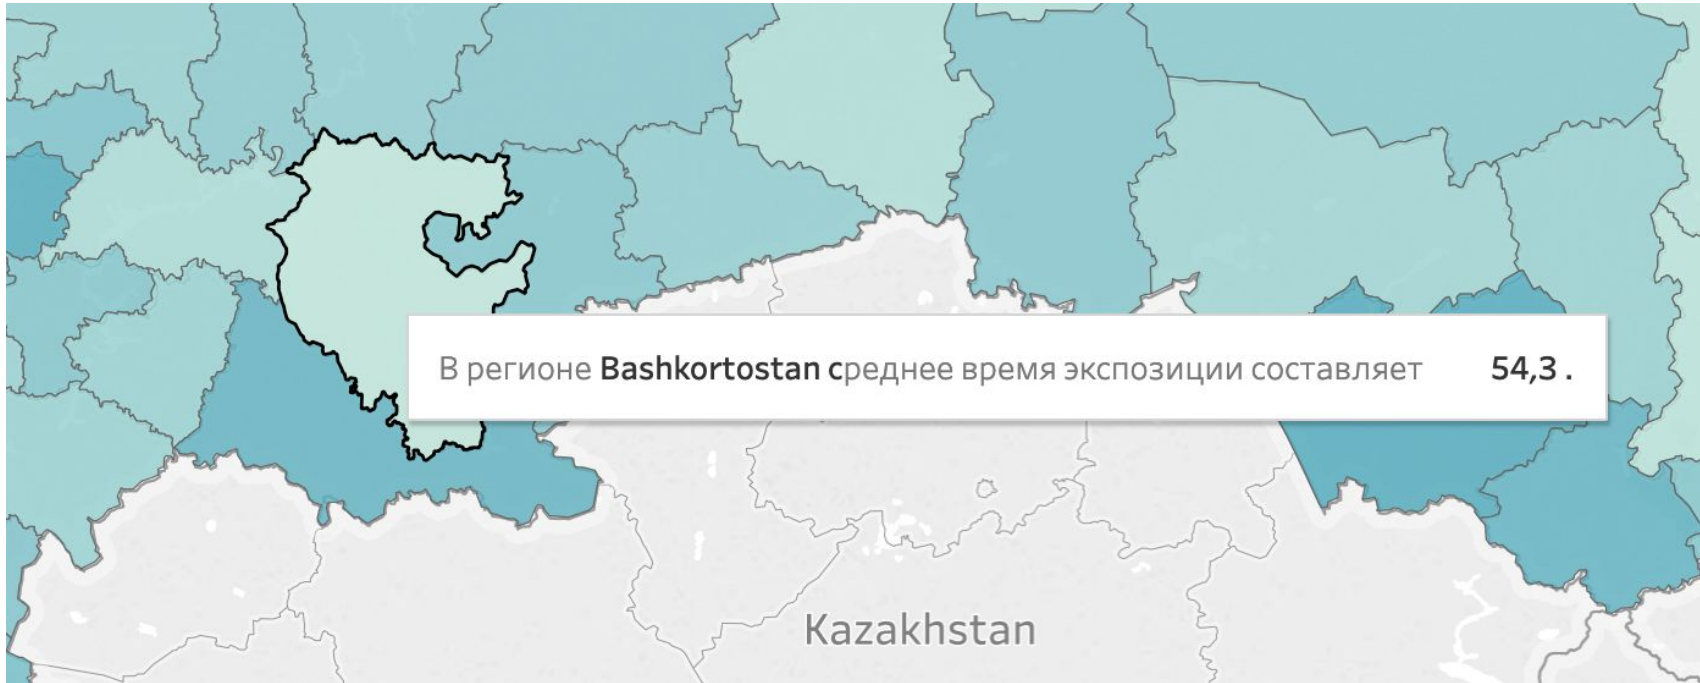 В регионе Bashkortostan среднее время экспозиции составляет 54,3 .
Kazakhstan